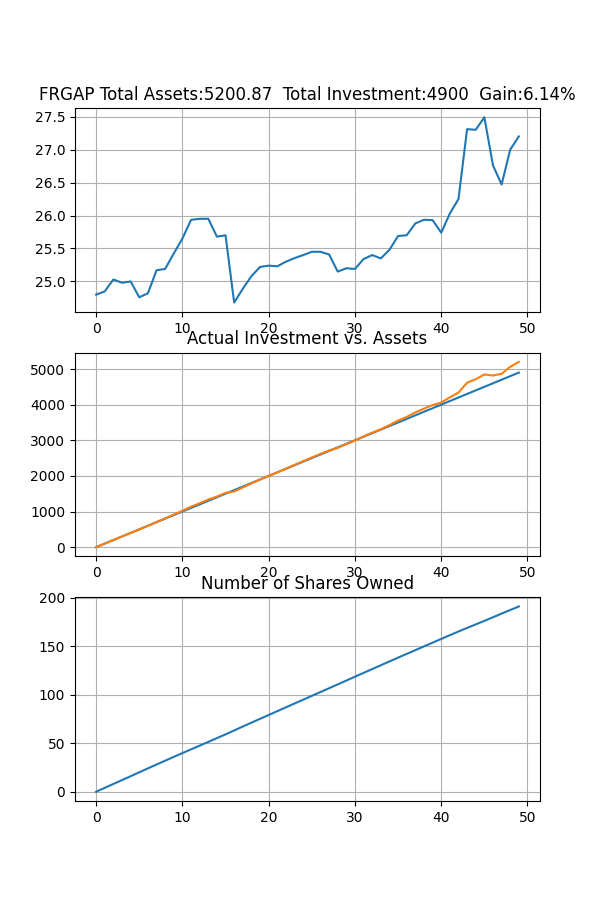 FRGAP Total Assets:5200.87  Total Investment:4900  Gain:6.14%
27.5
27.0
26.5
26.0
25.5
25.0
0 10 20 30 40 50
Actual Investment vs. Assets
5000
4000
3000
2000
1000
0
0 10 20 30 40 50
Number of Shares Owned
200
150
100
50
0
0 10 20 30 40 50